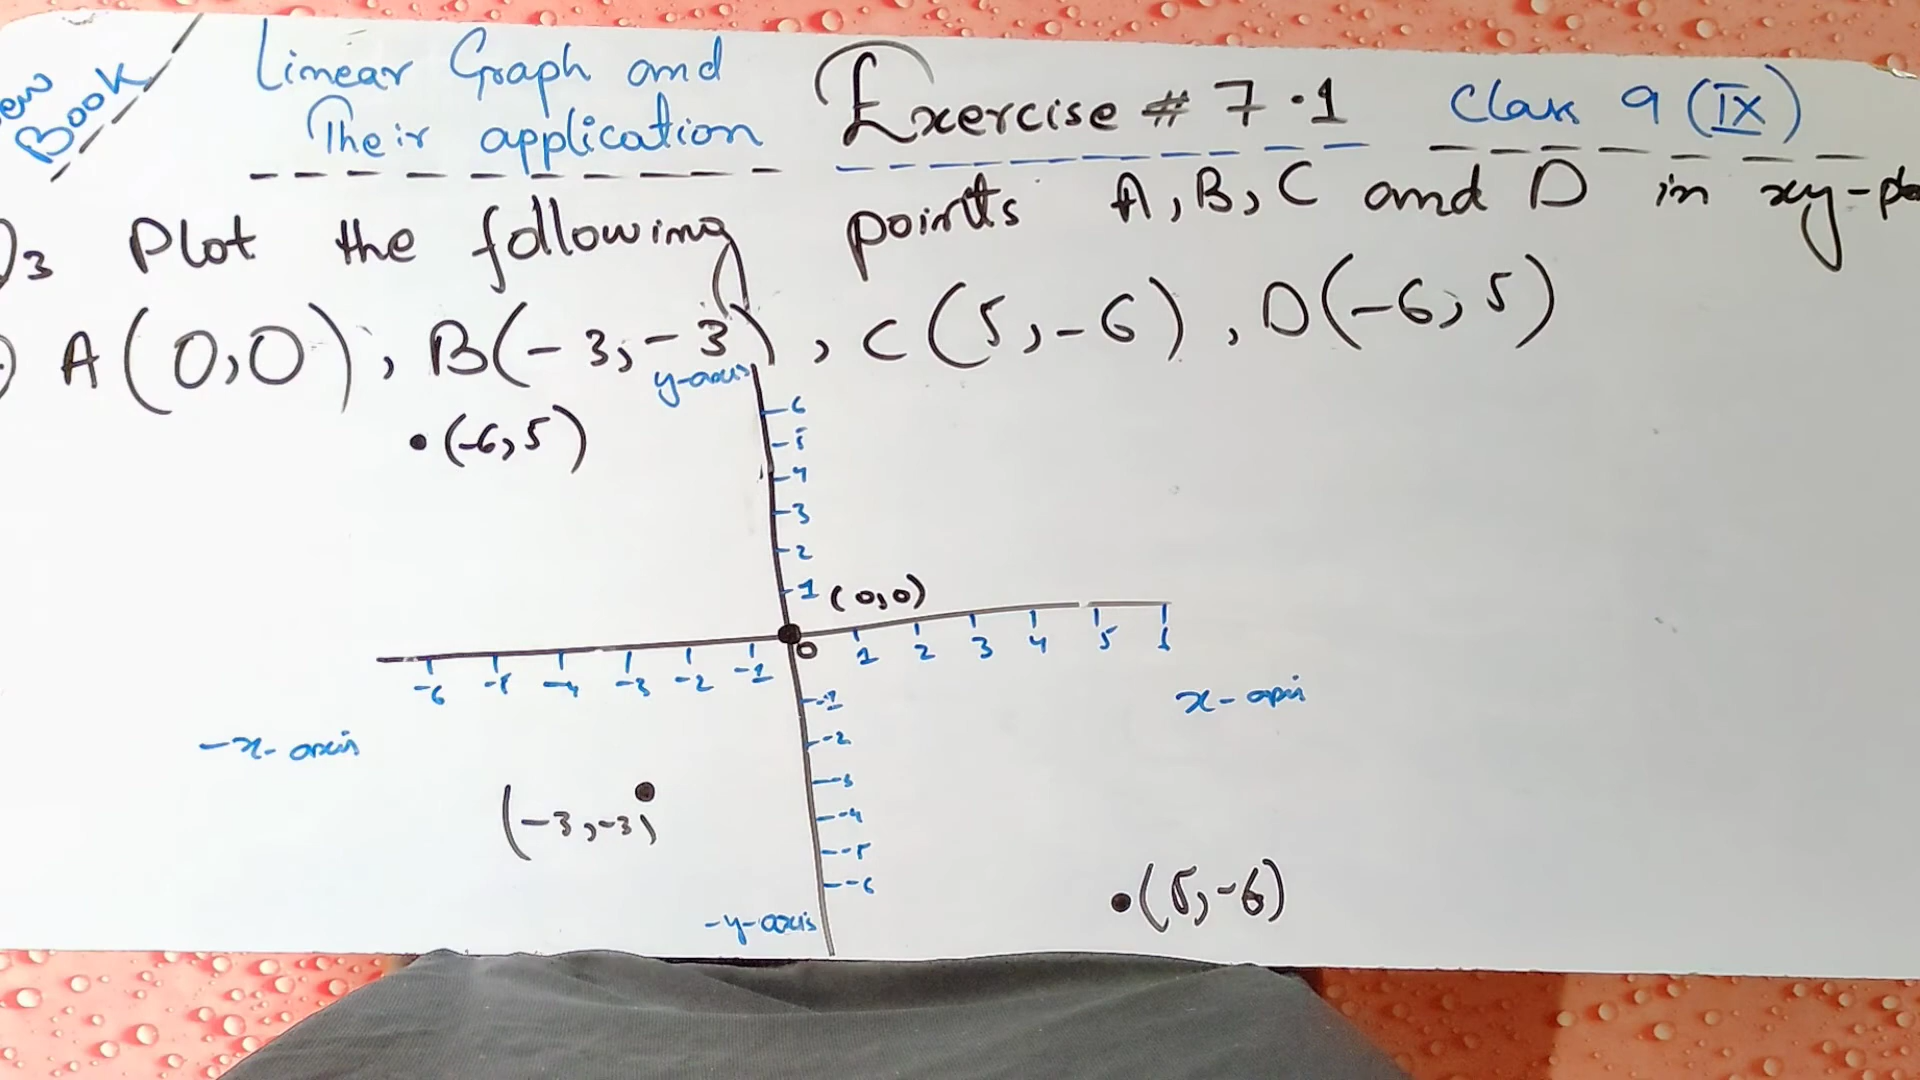 Book
Linear Graph and
Their application
Exercise # 7.1
Class 9 (IX)
3 Plot the following points A, B, C and D in xy-
A(0,0), B(-3,-3), C(5,-6), D(-6,5)
y-axis
(-6,5)
6
5
4
3
2
1 (0,0)
-6 -5 -4 -3 -2 -1 0 1 2 3 4 5 6
-x-axis
x-axis
-1
-2
-3
-4
-5
-6
(-3,-3)
(5,-6)
-y-axis